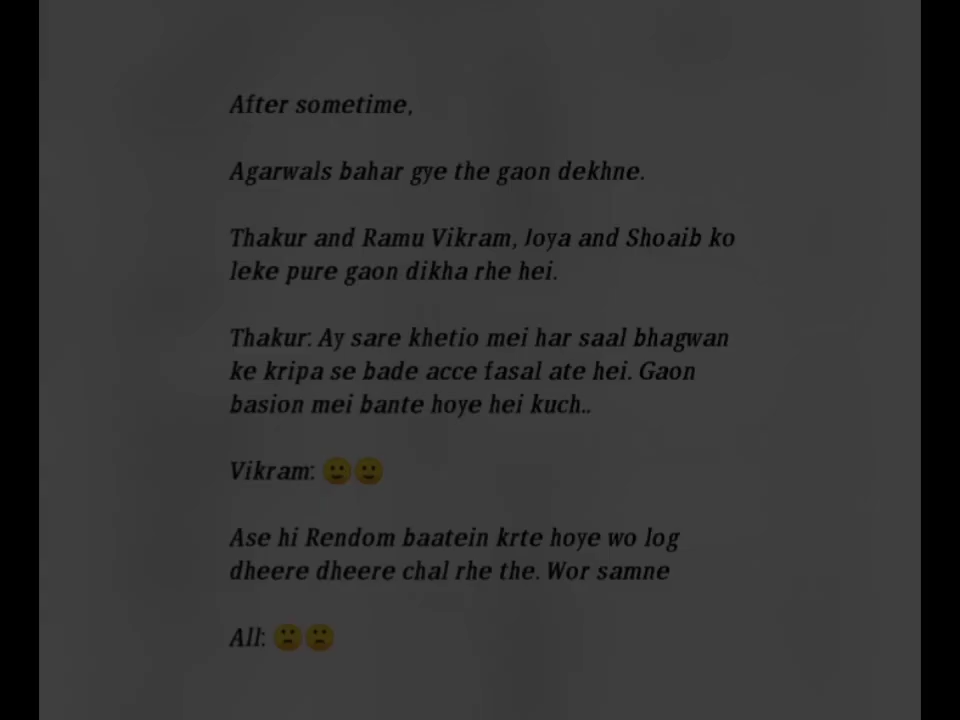 After sometime,
Agarwals bahar gye the gaon dekhne.
Thakur and Ramu Vikram, Joya and Shoaib ko
leke pure gaon dikha rhe hei.
Thakur: Ay sare khetio mei har saal bhagwan
ke kripa se bade acce fasal ate hei. Gaon
basion mei bante hoye hei kuch..
Vikram: 🙂🙂
Ase hi Rendom baatein krte hoye wo log
dheere dheere chal rhe the. Wor samne
All: 😐🙁